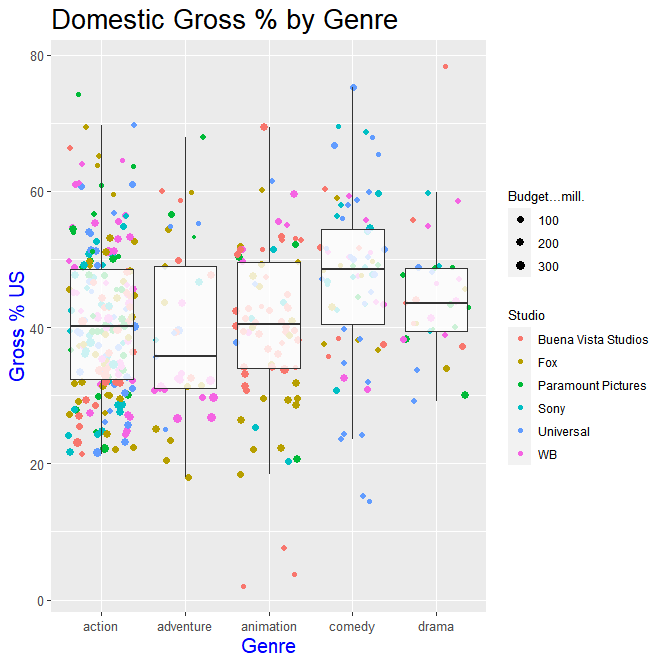 Domestic Gross % by Genre
Gross % US
80
60
40
20
0
action adventure animation comedy drama
Genre
Budget...mill.
100
200
300
Studio
Buena Vista Studios
Fox
Paramount Pictures
Sony
Universal
WB